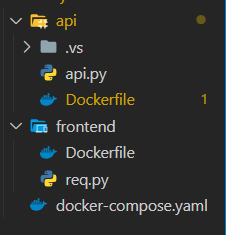 api
.vs
api.py
Dockerfile 1
frontend
Dockerfile
req.py
docker-compose.yaml